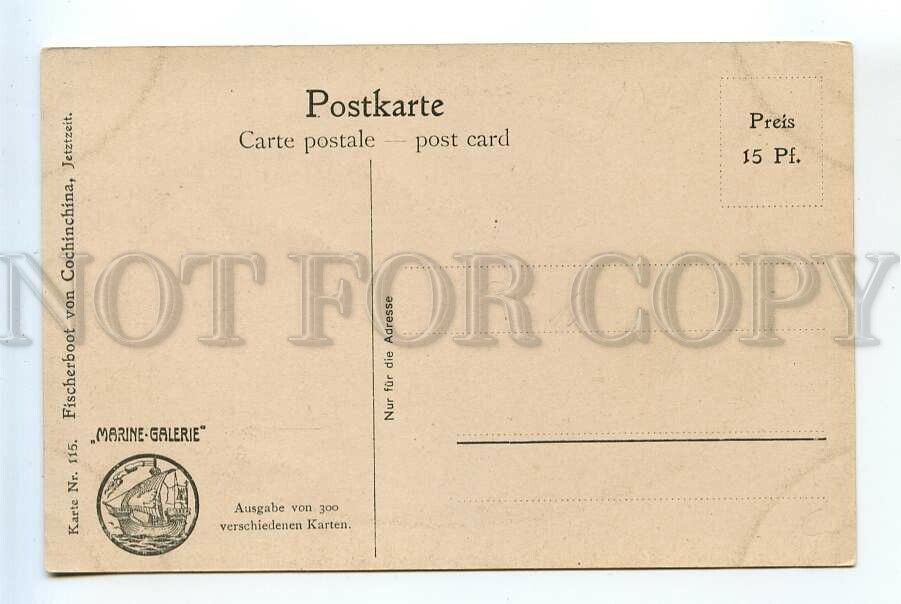 Postkarte
Carte postale — post card
Preis
15 Pf.
Karte Nr. 115. Fischerboot von Cochinchina, Jetztzeit.
NOT FOR COPY
Nur für die Adresse
„MARINE-GALERIE“
Ausgabe von 300
verschiedenen Karten.